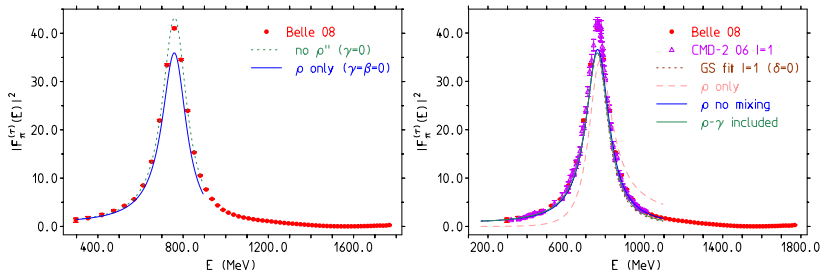 |F_π^(τ)(E)|^2
40.0
30.0
20.0
10.0
0.0
400.0 800.0 1200.0 1600.0
E (MeV)
Belle 08
no ρ'' (γ=0)
ρ only (γ=β=0)
|F_π^(τ)(E)|^2
40.0
30.0
20.0
10.0
0.0
200.0 600.0 1000.0 1400.0 1800.0
E (MeV)
Belle 08
CMD-2 06 I=1
GS fit I=1 (δ=0)
ρ only
ρ no mixing
ρ-γ included